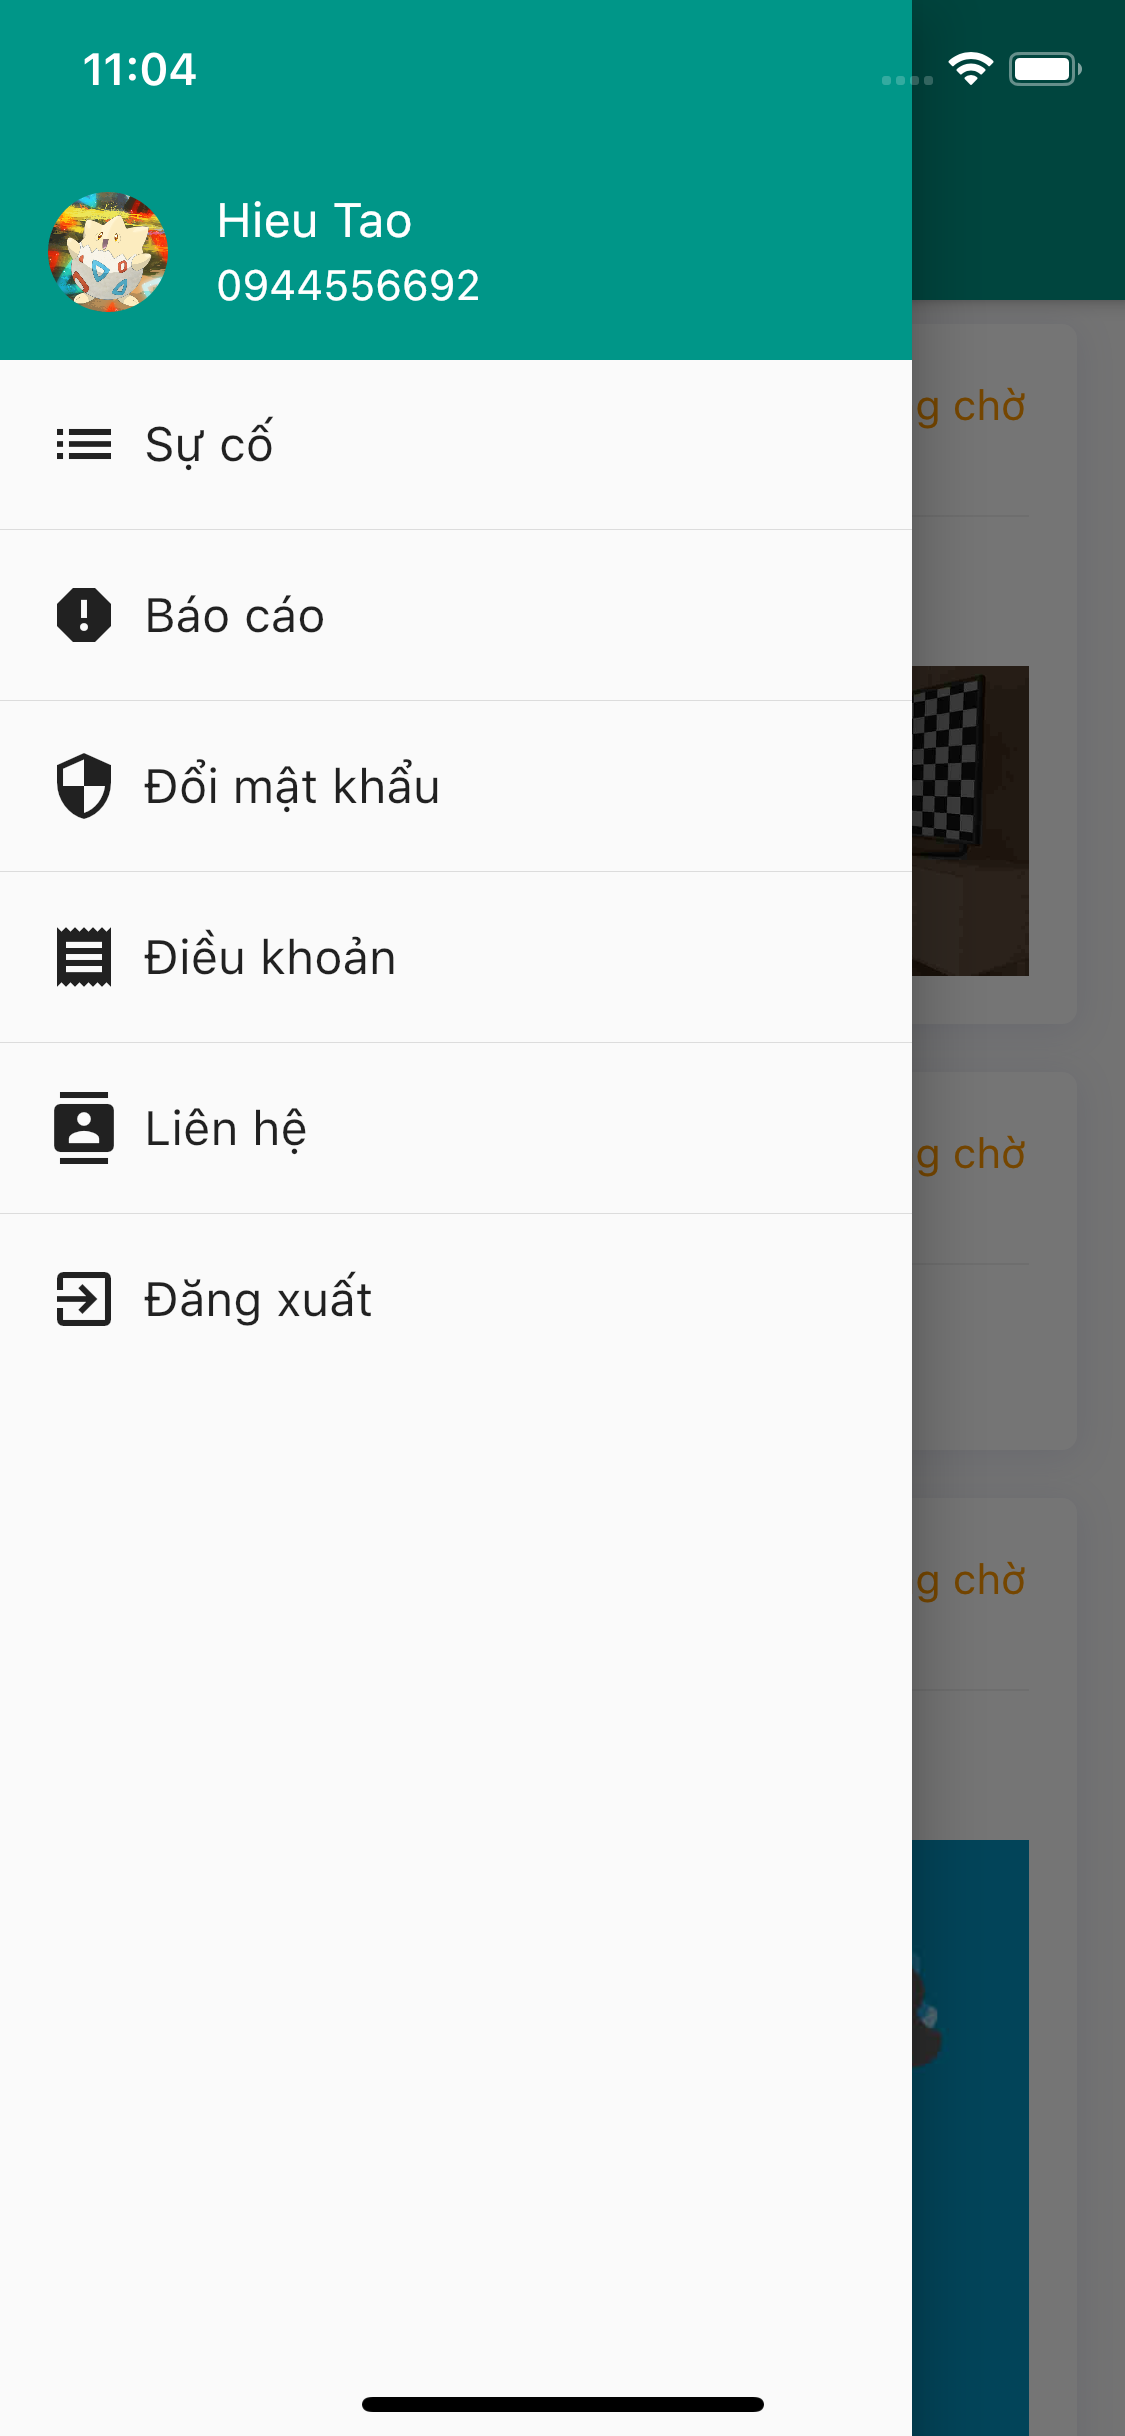 11:04
Hieu Tao
0944556692
g chờ
Sự cố
Báo cáo
Đổi mật khẩu
Điều khoản
Liên hệ
g chờ
Đăng xuất
g chờ